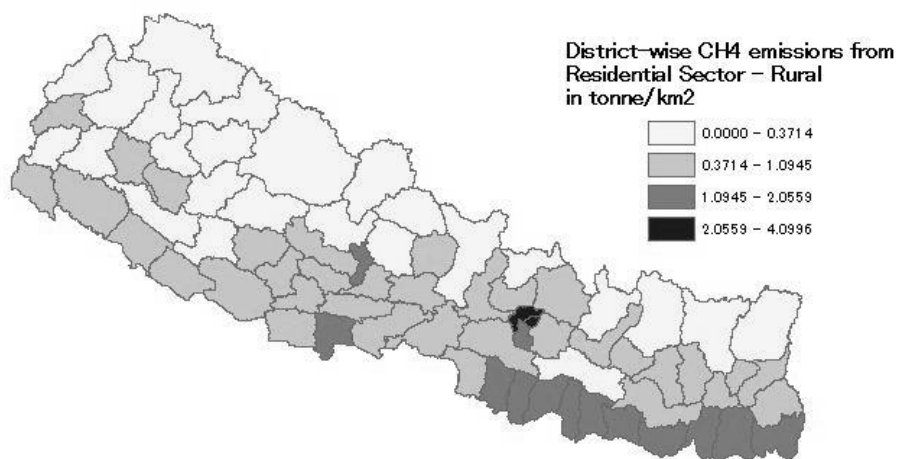 District-wise CH4 emissions from
Residential Sector - Rural
in tonne/km2
0.0000 - 0.3714
0.3714 - 1.0945
1.0945 - 2.0559
2.0559 - 4.0996